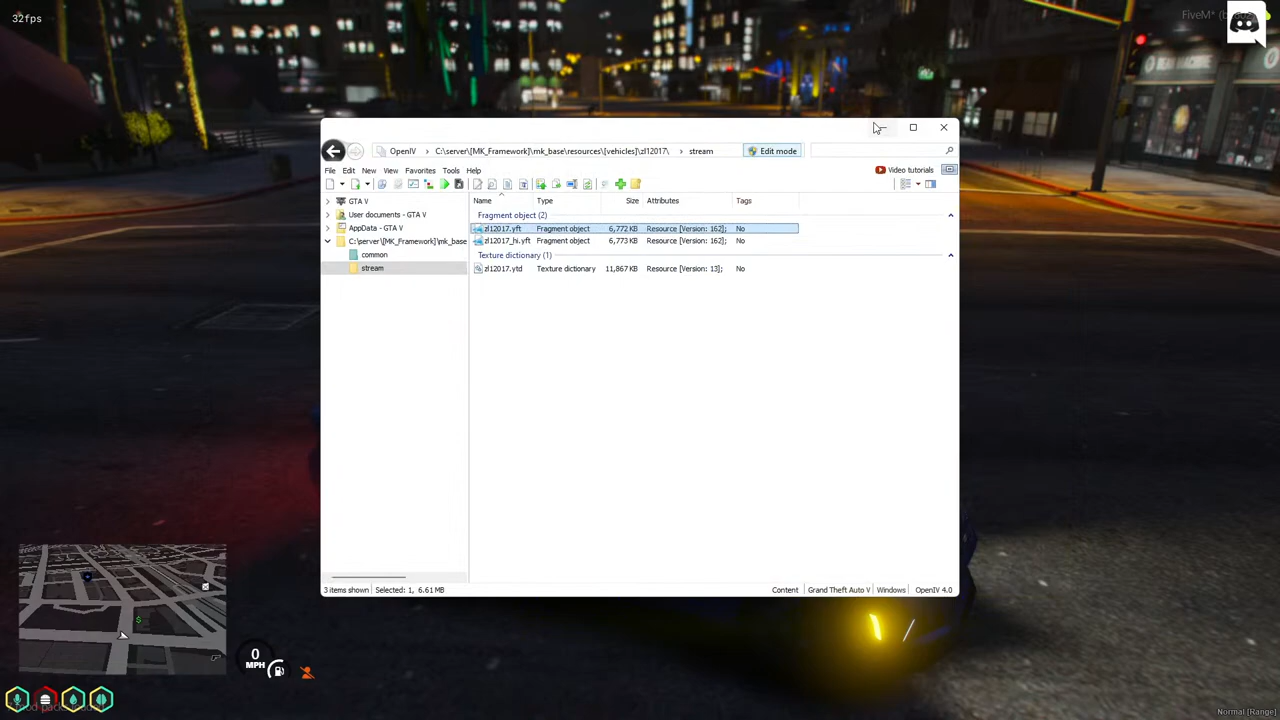 32fps
FiveM*
OpenIV > C:\server\[MK_Framework]\mk_base\resources\[vehicles]\zl12017\ > stream
Edit mode
File Edit New View Favorites Tools Help
Video tutorials
Name Type Size Attributes Tags
GTA V
User documents - GTA V
AppData - GTA V
C:\server\[MK_Framework]\mk_base
common
stream
Fragment object (2)
zl12017.yft Fragment object 6,772 KB Resource [Version: 162]; No
zl12017_hi.yft Fragment object 6,773 KB Resource [Version: 162]; No
Texture dictionary (1)
zl12017.ytd Texture dictionary 11,867 KB Resource [Version: 13]; No
3 items shown Selected: 1, 6.61 MB
Content Grand Theft Auto V Windows OpenIV 4.0
0
MPH
Normal [Range]